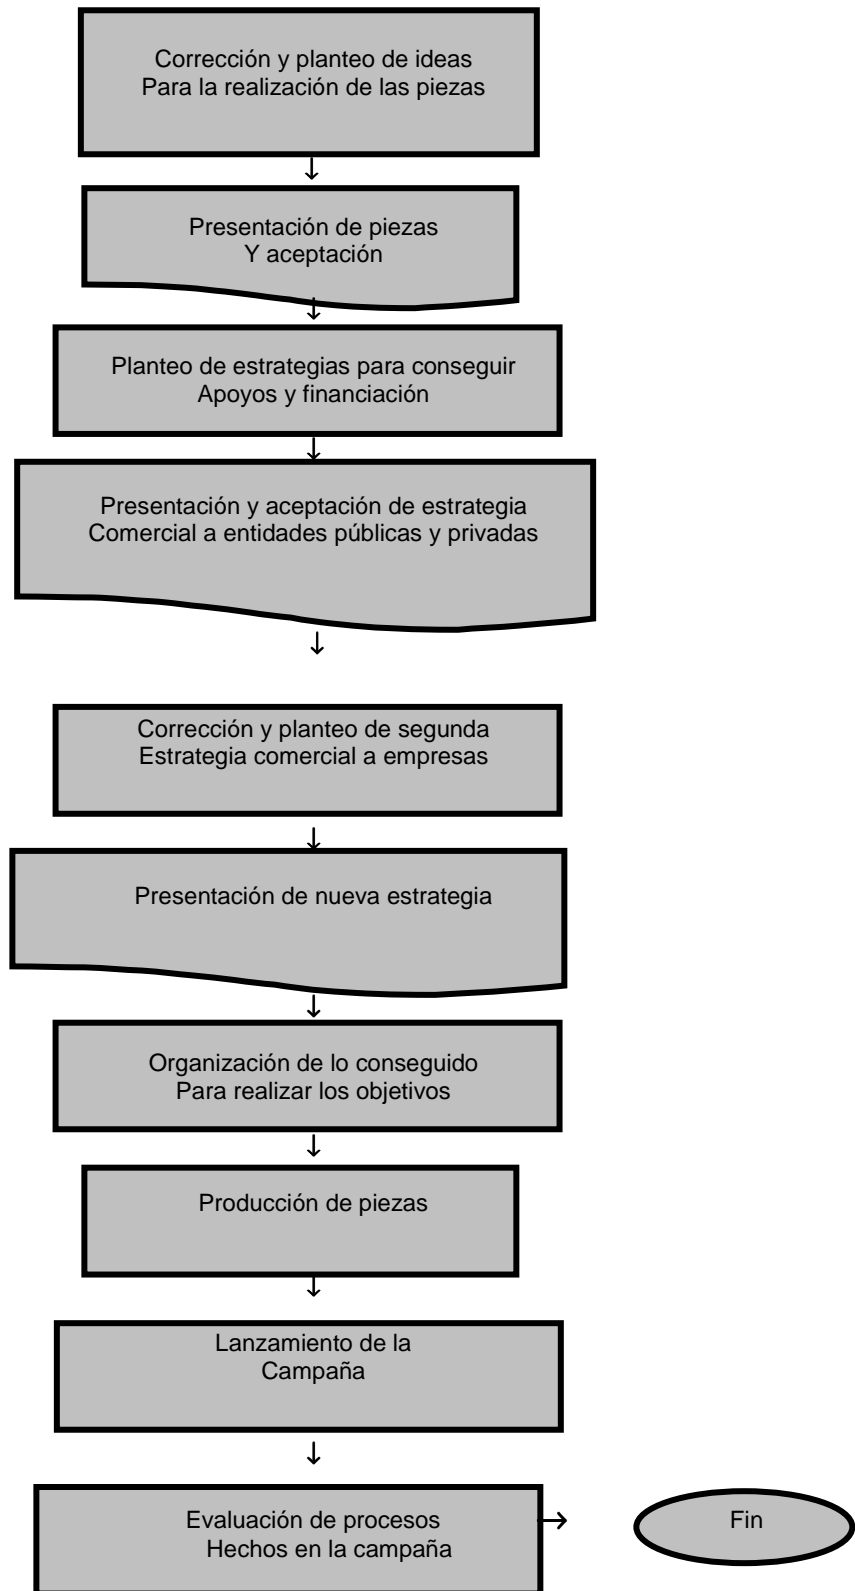 Corrección y planteo de ideas
Para la realización de las piezas
Presentación de piezas
Y aceptación
Planteo de estrategias para conseguir
Apoyos y financiación
Presentación y aceptación de estrategia
Comercial a entidades públicas y privadas
Corrección y planteo de segunda
Estrategia comercial a empresas
Presentación de nueva estrategia
Organización de lo conseguido
Para realizar los objetivos
Producción de piezas
Lanzamiento de la
Campaña
Evaluación de procesos
Hechos en la campaña
Fin